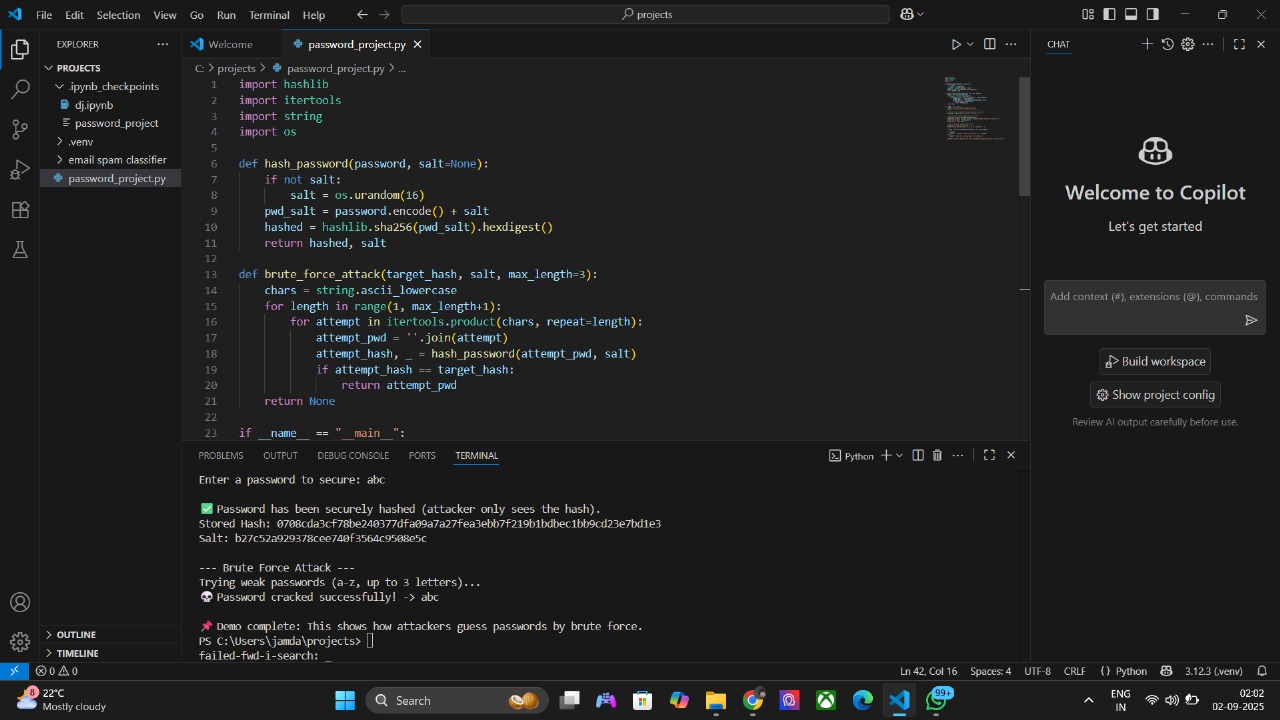 File Edit Selection View Go Run Terminal Help
projects
EXPLORER
PROJECTS
.ipynb_checkpoints
dj.ipynb
password_project
.venv
email spam classifier
password_project.py
OUTLINE
TIMELINE
Welcome
password_project.py
C: > projects > password_project.py > ...
1 import hashlib
2 import itertools
3 import string
4 import os
5
6 def hash_password(password, salt=None):
7 if not salt:
8 salt = os.urandom(16)
9 pwd_salt = password.encode() + salt
10 hashed = hashlib.sha256(pwd_salt).hexdigest()
11 return hashed, salt
12
13 def brute_force_attack(target_hash, salt, max_length=3):
14 chars = string.ascii_lowercase
15 for length in range(1, max_length+1):
16 for attempt in itertools.product(chars, repeat=length):
17 attempt_pwd = ''.join(attempt)
18 attempt_hash, _ = hash_password(attempt_pwd, salt)
19 if attempt_hash == target_hash:
20 return attempt_pwd
21 return None
22
23 if __name__ == "__main__":
PROBLEMS OUTPUT DEBUG CONSOLE PORTS TERMINAL
Python
Enter a password to secure: abc
✅ Password has been securely hashed (attacker only sees the hash).
Stored Hash: 0708cda3cf78be240377dfa09a7a27fea3ebb7f219b1bdbec1bb9cd23e7bd1e3
Salt: b27c52a929378cee740f3564c9508e5c
--- Brute Force Attack ---
Trying weak passwords (a-z, up to 3 letters)...
💀 Password cracked successfully! -> abc
📌 Demo complete: This shows how attackers guess passwords by brute force.
PS C:\Users\jamda\projects>
failed-fwd-i-search: _
CHAT
Welcome to Copilot
Let's get started
Add context (#), extensions (@), commands
Build workspace
Show project config
Review AI output carefully before use.
0 0
Ln 42, Col 16 Spaces: 4 UTF-8 CRLF {} Python 3.12.3 (.venv)
8
22°C
Mostly cloudy
Search
99+
ENG
IN
02:02
02-09-2025